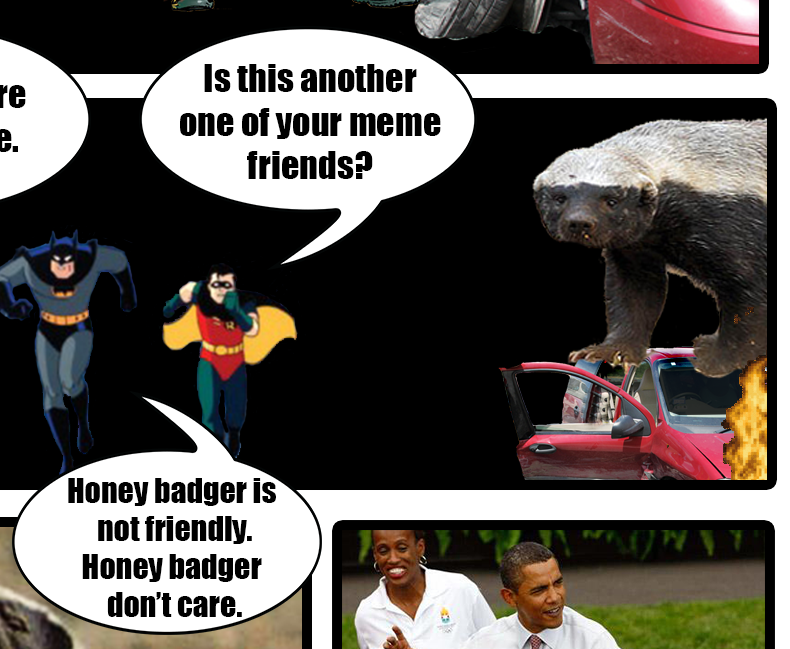 Is this another
one of your meme
friends?
Honey badger is
not friendly.
Honey badger
don't care.